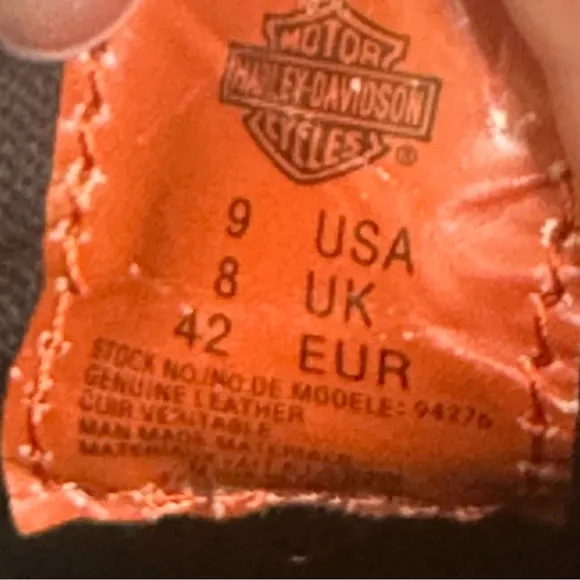 MOTOR
HARLEY-DAVIDSON
CYCLES ®
9 USA
8 UK
42 EUR
STOCK NO./NO.DE MODELE: 94276
GENUINE LEATHER
CUIR VERITABLE
MAN MADE MATERIALS